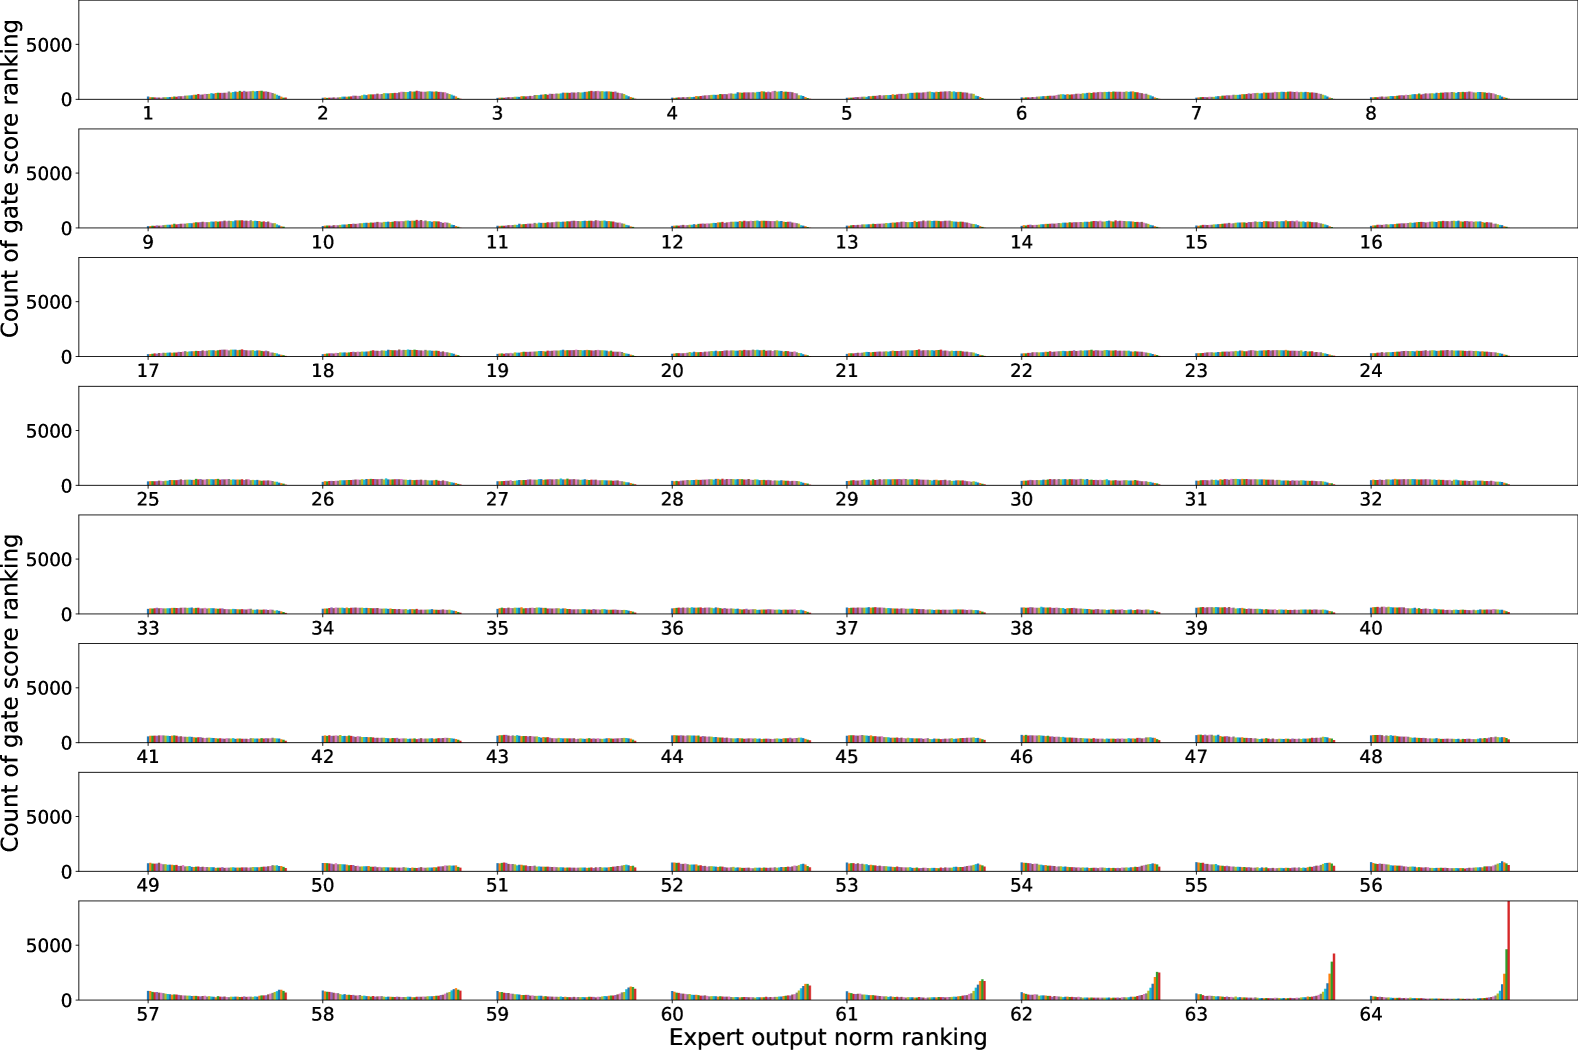 Count of gate score ranking
5000
0
1 2 3 4 5 6 7 8
5000
0
9 10 11 12 13 14 15 16
5000
0
17 18 19 20 21 22 23 24
5000
0
25 26 27 28 29 30 31 32
Count of gate score ranking
5000
0
33 34 35 36 37 38 39 40
5000
0
41 42 43 44 45 46 47 48
5000
0
49 50 51 52 53 54 55 56
5000
0
57 58 59 60 61 62 63 64
Expert output norm ranking